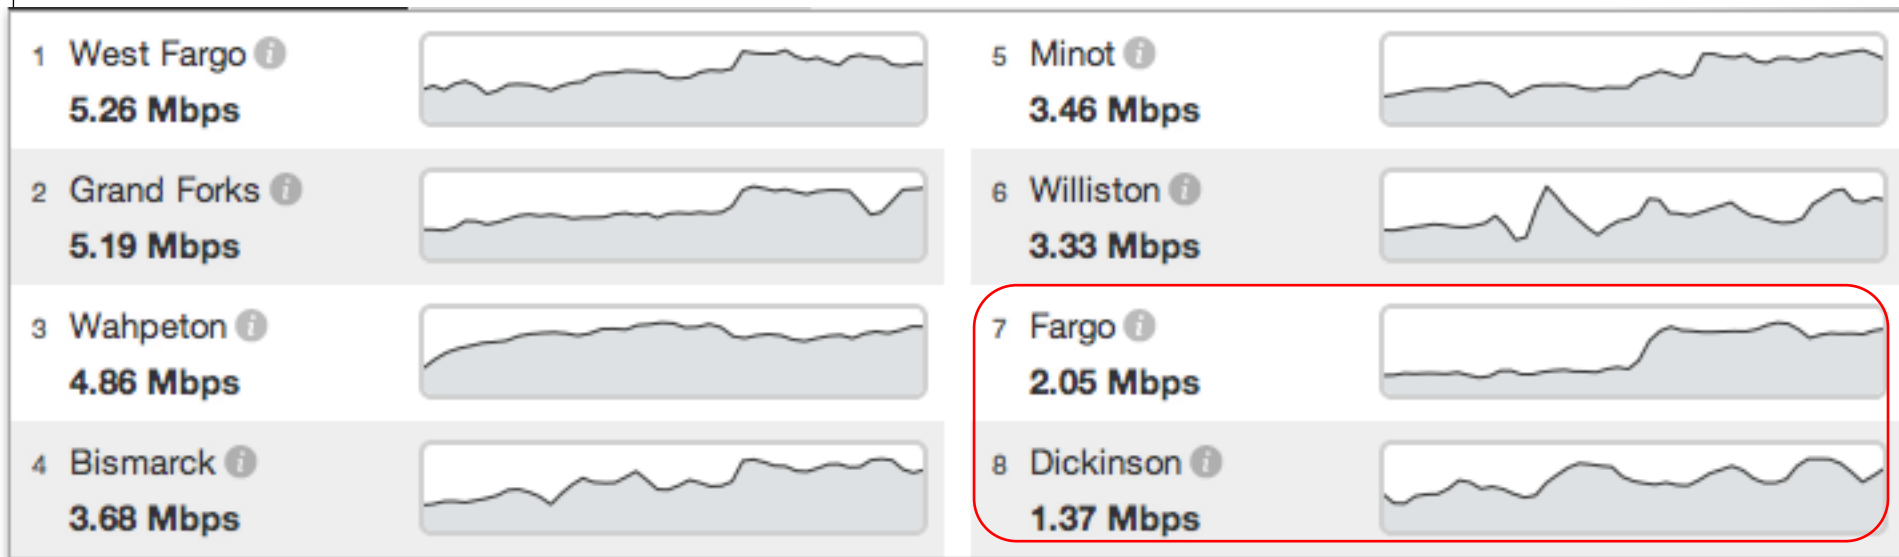 1 West Fargo i
5.26 Mbps
2 Grand Forks i
5.19 Mbps
3 Wahpeton i
4.86 Mbps
4 Bismarck i
3.68 Mbps
5 Minot i
3.46 Mbps
6 Williston i
3.33 Mbps
7 Fargo i
2.05 Mbps
8 Dickinson i
1.37 Mbps